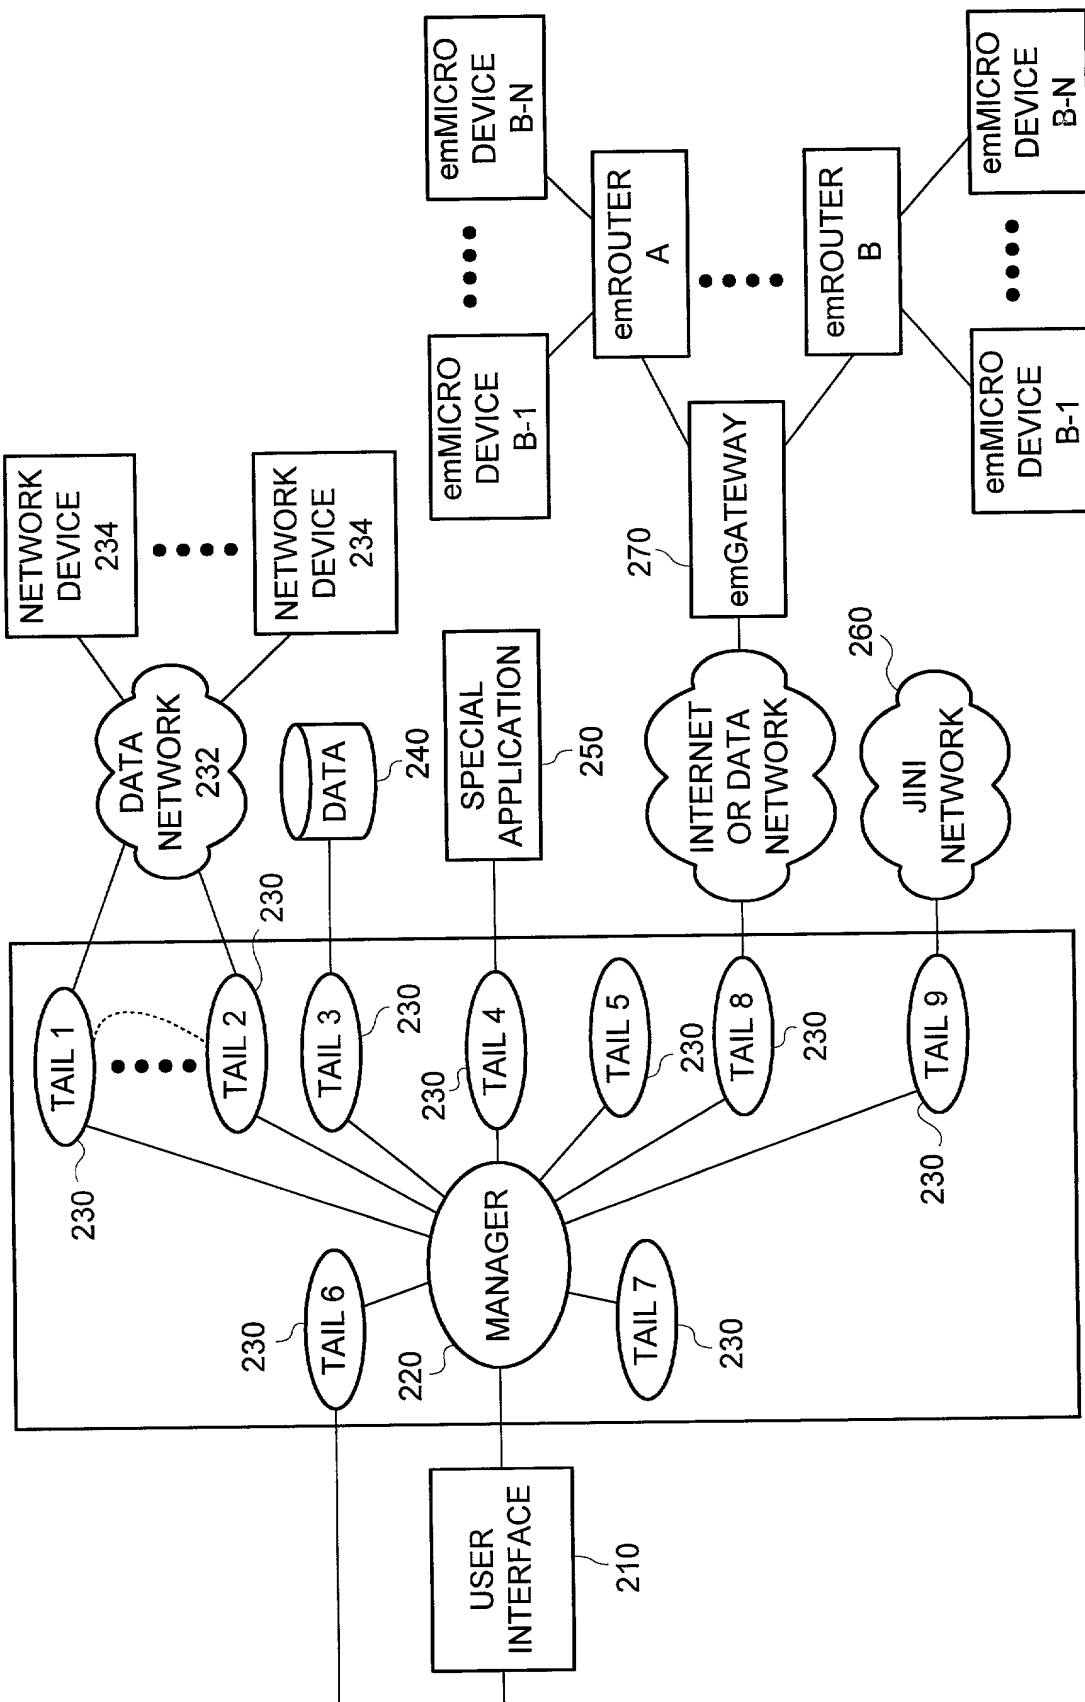 USER
INTERFACE
210
MANAGER
220
TAIL 6
230
TAIL 7
230
TAIL 1
230
TAIL 2
230
TAIL 3
230
TAIL 4
230
TAIL 5
230
TAIL 8
230
TAIL 9
230
DATA
NETWORK
232
NETWORK
DEVICE
234
NETWORK
DEVICE
234
DATA
240
SPECIAL
APPLICATION
250
INTERNET
OR DATA
NETWORK
JINI
NETWORK
260
emGATEWAY
270
emROUTER
A
emROUTER
B
emMICRO
DEVICE
B-1
emMICRO
DEVICE
B-N
emMICRO
DEVICE
B-1
emMICRO
DEVICE
B-N